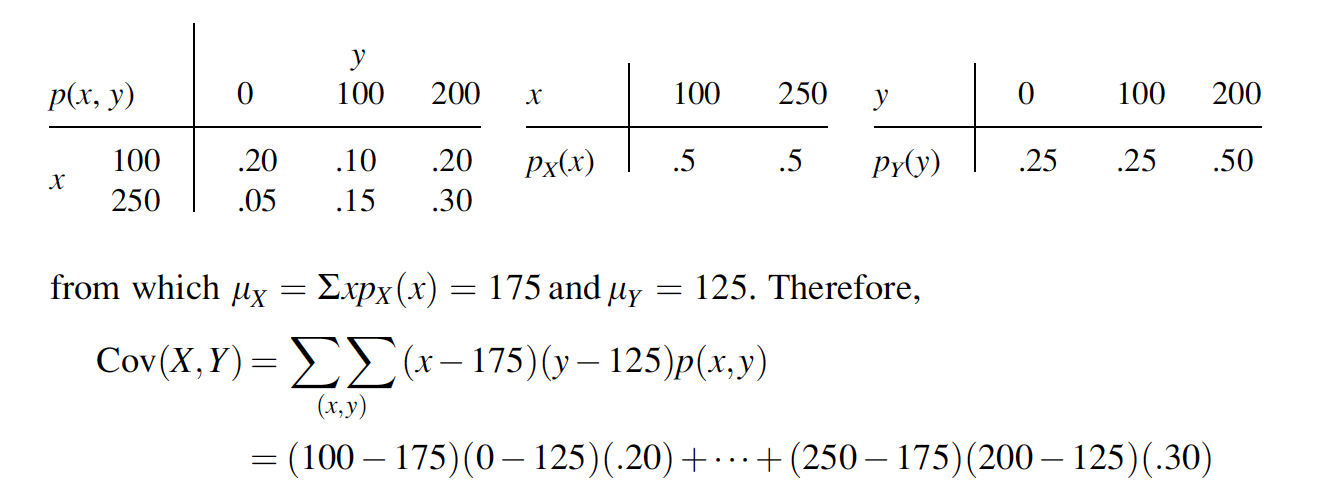 y
p(x, y) 0 100 200 x 100 250 y 0 100 200
100 .20 .10 .20 pX(x) .5 .5 pY(y) .25 .25 .50
x
250 .05 .15 .30
from which μX = ΣxpX(x) = 175 and μY = 125. Therefore,
Cov(X,Y) = ∑∑(x − 175)(y − 125)p(x,y)
(x,y)
= (100 − 175)(0 − 125)(.20) + ··· + (250 − 175)(200 − 125)(.30)